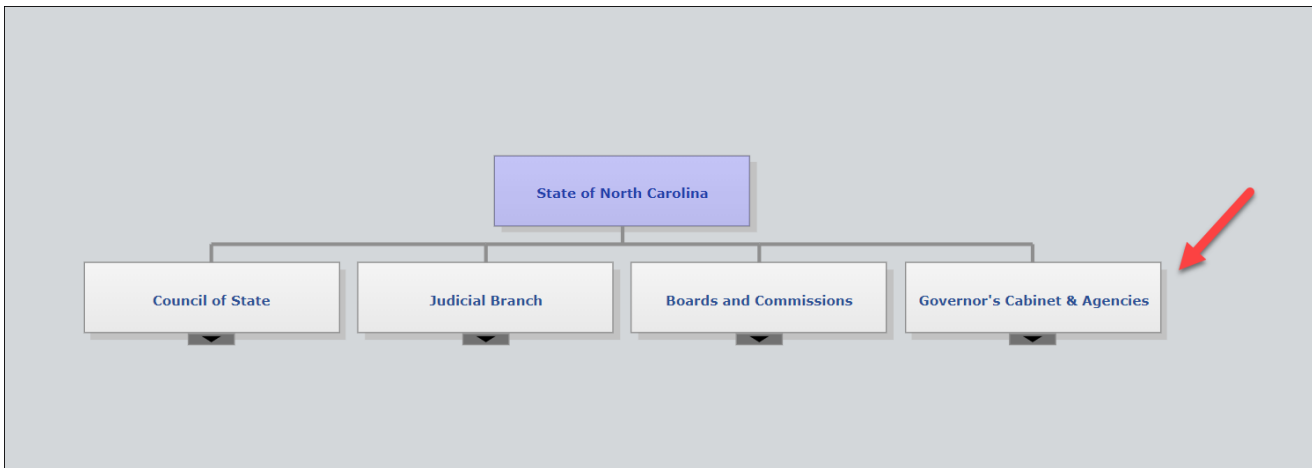 State of North Carolina
Council of State
Judicial Branch
Boards and Commissions
Governor's Cabinet & Agencies